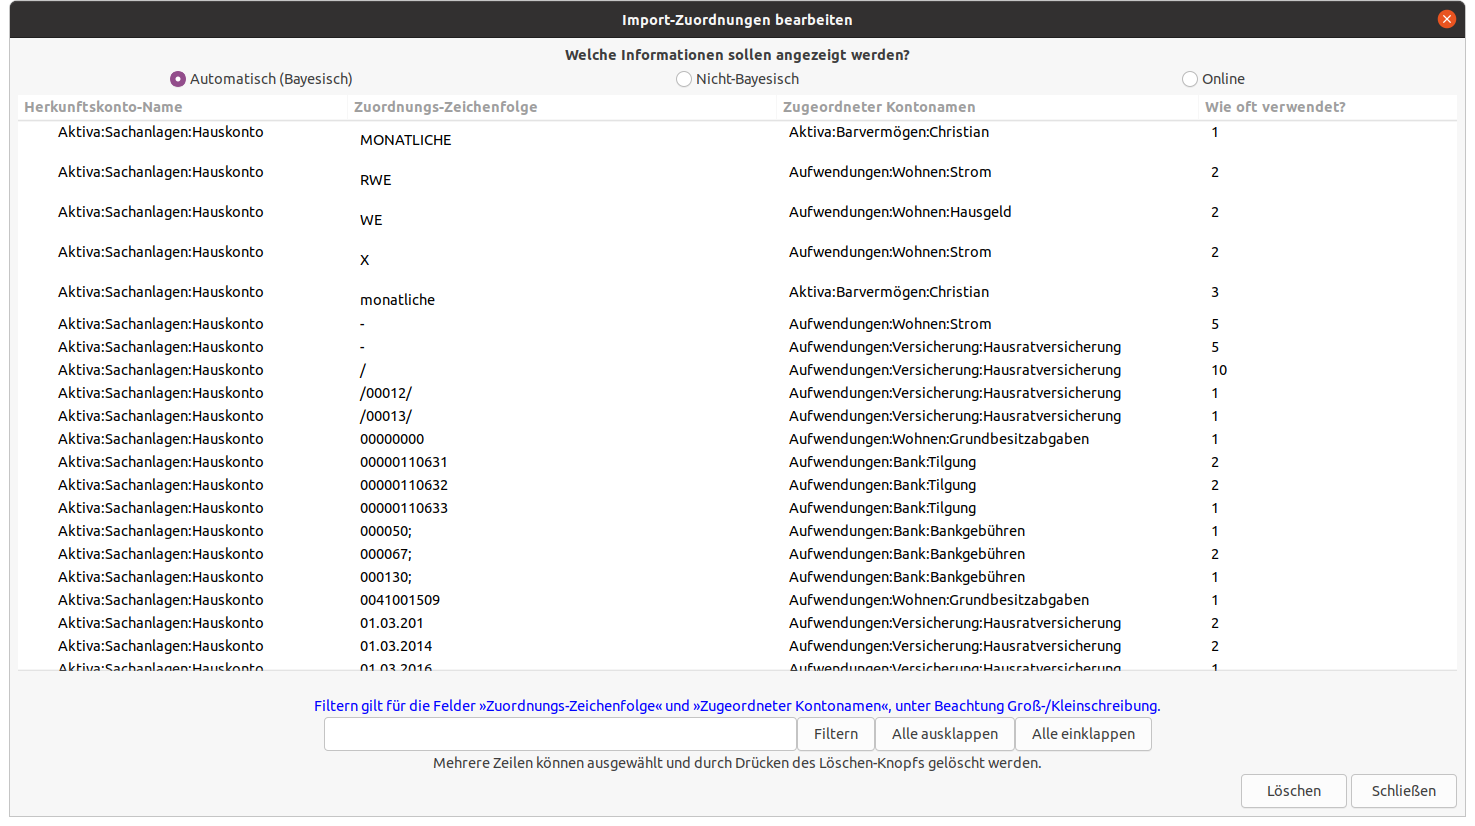 Import-Zuordnungen bearbeiten
Welche Informationen sollen angezeigt werden?
Automatisch (Bayesisch) Nicht-Bayesisch Online
Herkunftskonto-Name Zuordnungs-Zeichenfolge Zugeordneter Kontonamen Wie oft verwendet?
Aktiva:Sachanlagen:Hauskonto MONATLICHE Aktiva:Barvermögen:Christian 1
Aktiva:Sachanlagen:Hauskonto RWE Aufwendungen:Wohnen:Strom 2
Aktiva:Sachanlagen:Hauskonto WE Aufwendungen:Wohnen:Hausgeld 2
Aktiva:Sachanlagen:Hauskonto X Aufwendungen:Wohnen:Strom 2
Aktiva:Sachanlagen:Hauskonto monatliche Aktiva:Barvermögen:Christian 3
Aktiva:Sachanlagen:Hauskonto - Aufwendungen:Wohnen:Strom 5
Aktiva:Sachanlagen:Hauskonto - Aufwendungen:Versicherung:Hausratversicherung 5
Aktiva:Sachanlagen:Hauskonto / Aufwendungen:Versicherung:Hausratversicherung 10
Aktiva:Sachanlagen:Hauskonto /00012/ Aufwendungen:Versicherung:Hausratversicherung 1
Aktiva:Sachanlagen:Hauskonto /00013/ Aufwendungen:Versicherung:Hausratversicherung 1
Aktiva:Sachanlagen:Hauskonto 00000000 Aufwendungen:Wohnen:Grundbesitzabgaben 1
Aktiva:Sachanlagen:Hauskonto 00000110631 Aufwendungen:Bank:Tilgung 2
Aktiva:Sachanlagen:Hauskonto 00000110632 Aufwendungen:Bank:Tilgung 2
Aktiva:Sachanlagen:Hauskonto 00000110633 Aufwendungen:Bank:Tilgung 1
Aktiva:Sachanlagen:Hauskonto 000050; Aufwendungen:Bank:Bankgebühren 1
Aktiva:Sachanlagen:Hauskonto 000067; Aufwendungen:Bank:Bankgebühren 2
Aktiva:Sachanlagen:Hauskonto 000130; Aufwendungen:Bank:Bankgebühren 1
Aktiva:Sachanlagen:Hauskonto 0041001509 Aufwendungen:Wohnen:Grundbesitzabgaben 1
Aktiva:Sachanlagen:Hauskonto 01.03.201 Aufwendungen:Versicherung:Hausratversicherung 2
Aktiva:Sachanlagen:Hauskonto 01.03.2014 Aufwendungen:Versicherung:Hausratversicherung 2
Aktiva:Sachanlagen:Hauskonto 01.03.2016 Aufwendungen:Versicherung:Hausratversicherung 1
Filtern gilt für die Felder »Zuordnungs-Zeichenfolge« und »Zugeordneter Kontonamen«, unter Beachtung Groß-/Kleinschreibung.
Filtern Alle ausklappen Alle einklappen
Mehrere Zeilen können ausgewählt und durch Drücken des Löschen-Knopfs gelöscht werden.
Löschen Schließen